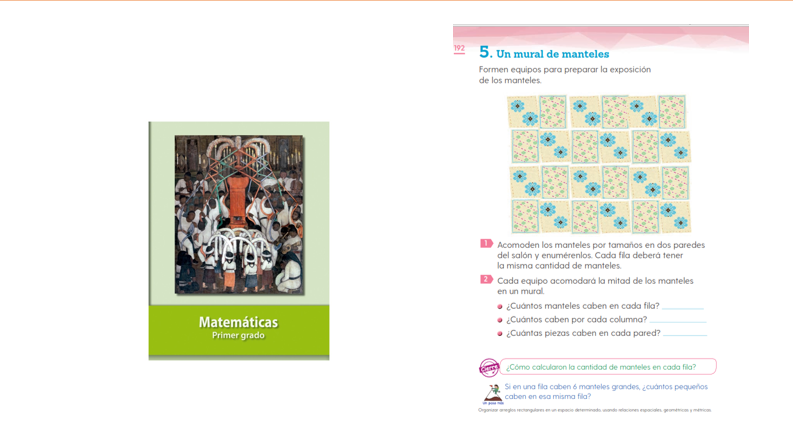 Matemáticas
Primer grado
192
5. Un mural de manteles
Formen equipos para preparar la exposición
de los manteles.
1 Acomoden los manteles por tamaños en dos paredes
del salón y enumérenlos. Cada fila deberá tener
la misma cantidad de manteles.
2 Cada equipo acomodará la mitad de los manteles
en un mural.
¿Cuántos manteles caben en cada fila?
¿Cuántos caben por cada columna?
¿Cuántas piezas caben en cada pared?
Cierre
¿Cómo calcularon la cantidad de manteles en cada fila?
Un paso más
Si en una fila caben 6 manteles grandes, ¿cuántos pequeños
caben en esa misma fila?
Organizar arreglos rectangulares en un espacio determinado, usando relaciones espaciales, geométricas y métricas.